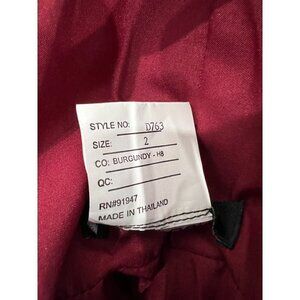 STYLE NO: D763
SIZE: 2
CO: BURGUNDY - H8
QC:
RN#91947
MADE IN THAILAND